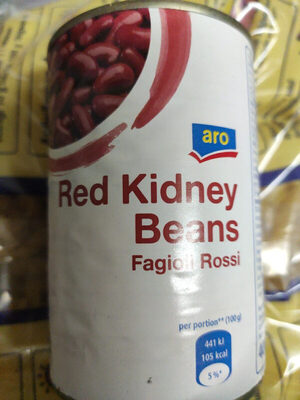 aro
Red Kidney
Beans
Fagioli Rossi
per portion** (100g)
441 kJ
105 kcal
5%*